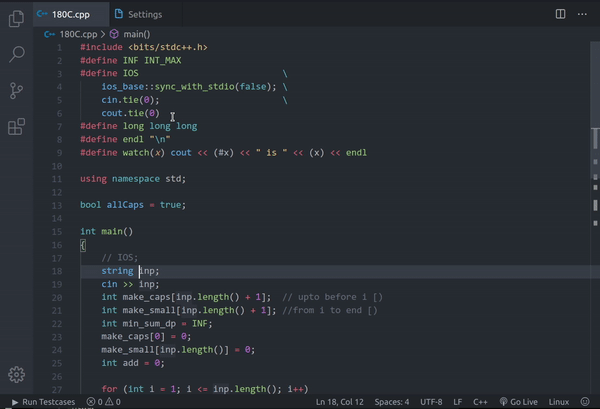 180C.cpp Settings
180C.cpp > main()
1 #include <bits/stdc++.h>
2 #define INF INT_MAX
3 #define IOS \
4 ios_base::sync_with_stdio(false); \
5 cin.tie(0); \
6 cout.tie(0)
7 #define long long long
8 #define endl "\n"
9 #define watch(x) cout << (#x) << " is " << (x) << endl
10
11 using namespace std;
12
13 bool allCaps = true;
14
15 int main()
16 {
17 // IOS;
18 string inp;
19 cin >> inp;
20 int make_caps[inp.length() + 1]; // upto before i [)
21 int make_small[inp.length() + 1]; //from i to end [)
22 int min_sum_dp = INF;
23 make_caps[0] = 0;
24 make_small[inp.length()] = 0;
25 int add = 0;
26
27 for (int i = 1; i <= inp.length(); i++)
Run Testcases 0 0 Ln 18, Col 12 Spaces: 4 UTF-8 LF C++ Go Live Linux